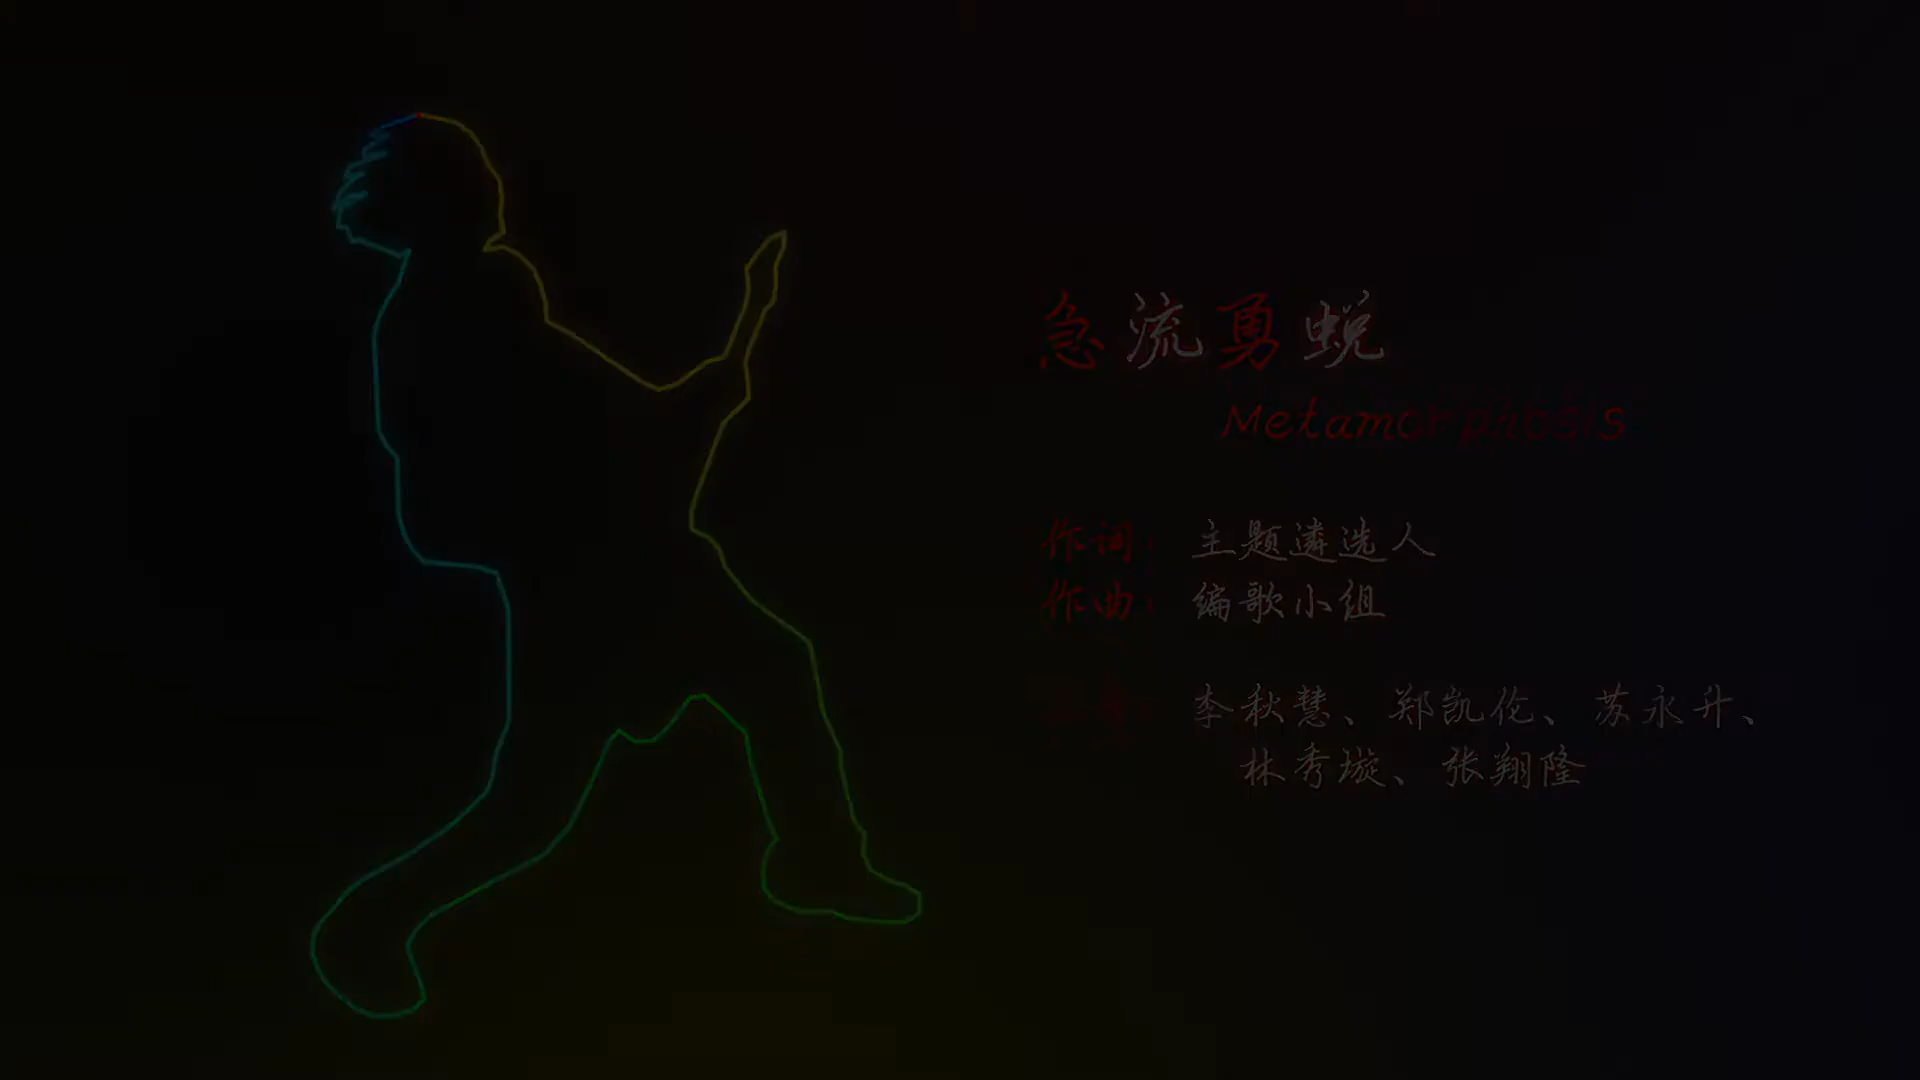 急流勇蜕
Metamorphosis
作词： 主题遴选人
作曲： 编歌小组
李秋慧、郑凯伦、苏永升、
林秀璇、张翔隆